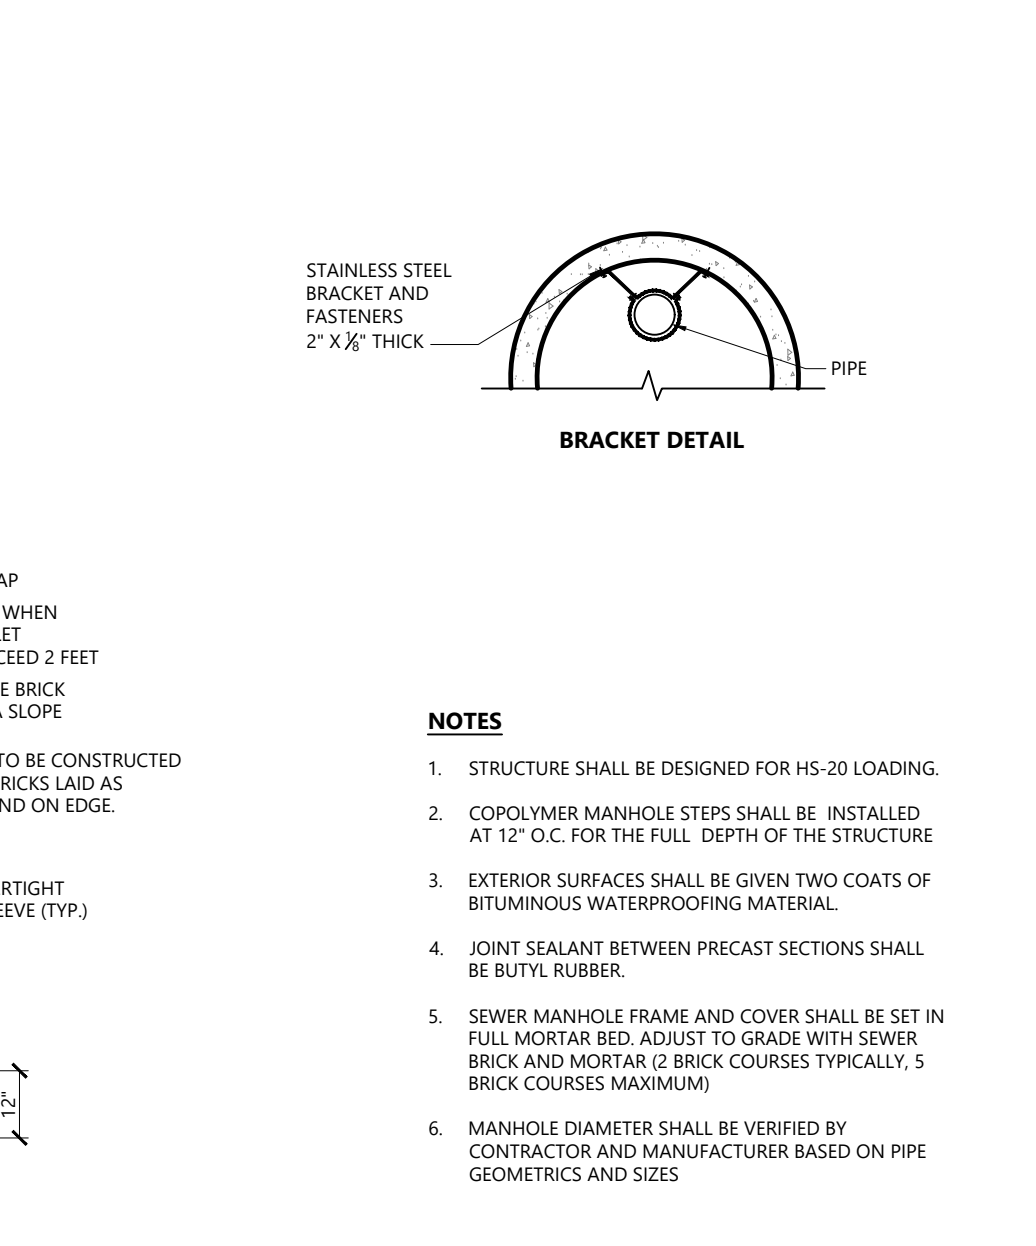 STAINLESS STEEL
BRACKET AND
FASTENERS
2" X ⅛" THICK
PIPE
BRACKET DETAIL
AP
WHEN
LET
CEED 2 FEET
E BRICK
A SLOPE
TO BE CONSTRUCTED
RICKS LAID AS
ND ON EDGE.
RTIGHT
EEVE (TYP.)
12"
NOTES
1. STRUCTURE SHALL BE DESIGNED FOR HS-20 LOADING.
2. COPOLYMER MANHOLE STEPS SHALL BE INSTALLED
AT 12" O.C. FOR THE FULL DEPTH OF THE STRUCTURE
3. EXTERIOR SURFACES SHALL BE GIVEN TWO COATS OF
BITUMINOUS WATERPROOFING MATERIAL.
4. JOINT SEALANT BETWEEN PRECAST SECTIONS SHALL
BE BUTYL RUBBER.
5. SEWER MANHOLE FRAME AND COVER SHALL BE SET IN
FULL MORTAR BED. ADJUST TO GRADE WITH SEWER
BRICK AND MORTAR (2 BRICK COURSES TYPICALLY, 5
BRICK COURSES MAXIMUM)
6. MANHOLE DIAMETER SHALL BE VERIFIED BY
CONTRACTOR AND MANUFACTURER BASED ON PIPE
GEOMETRICS AND SIZES